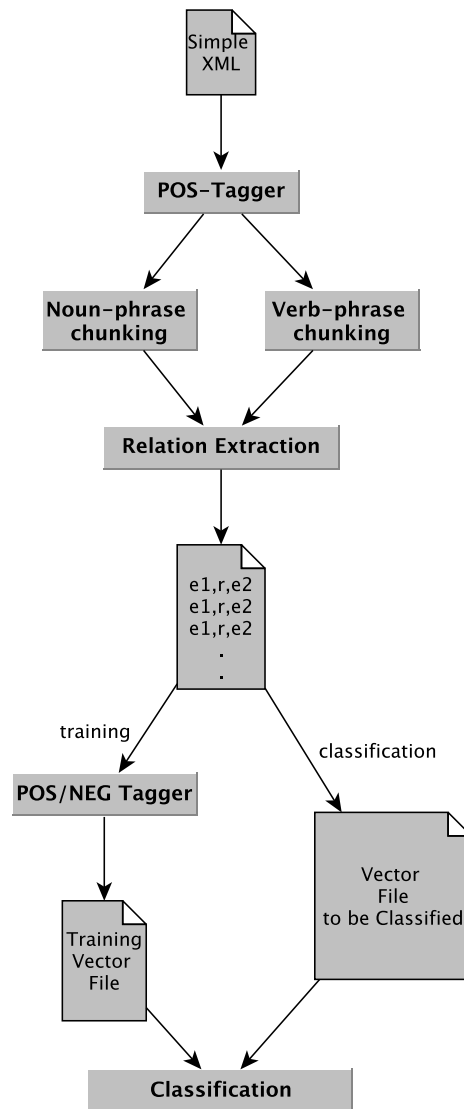 Simple
XML
POS-Tagger
Noun-phrase
chunking
Verb-phrase
chunking
Relation Extraction
e1,r,e2
e1,r,e2
e1,r,e2
.
.
training
classification
POS/NEG Tagger
Vector
File
to be Classified
Training
Vector
File
Classification